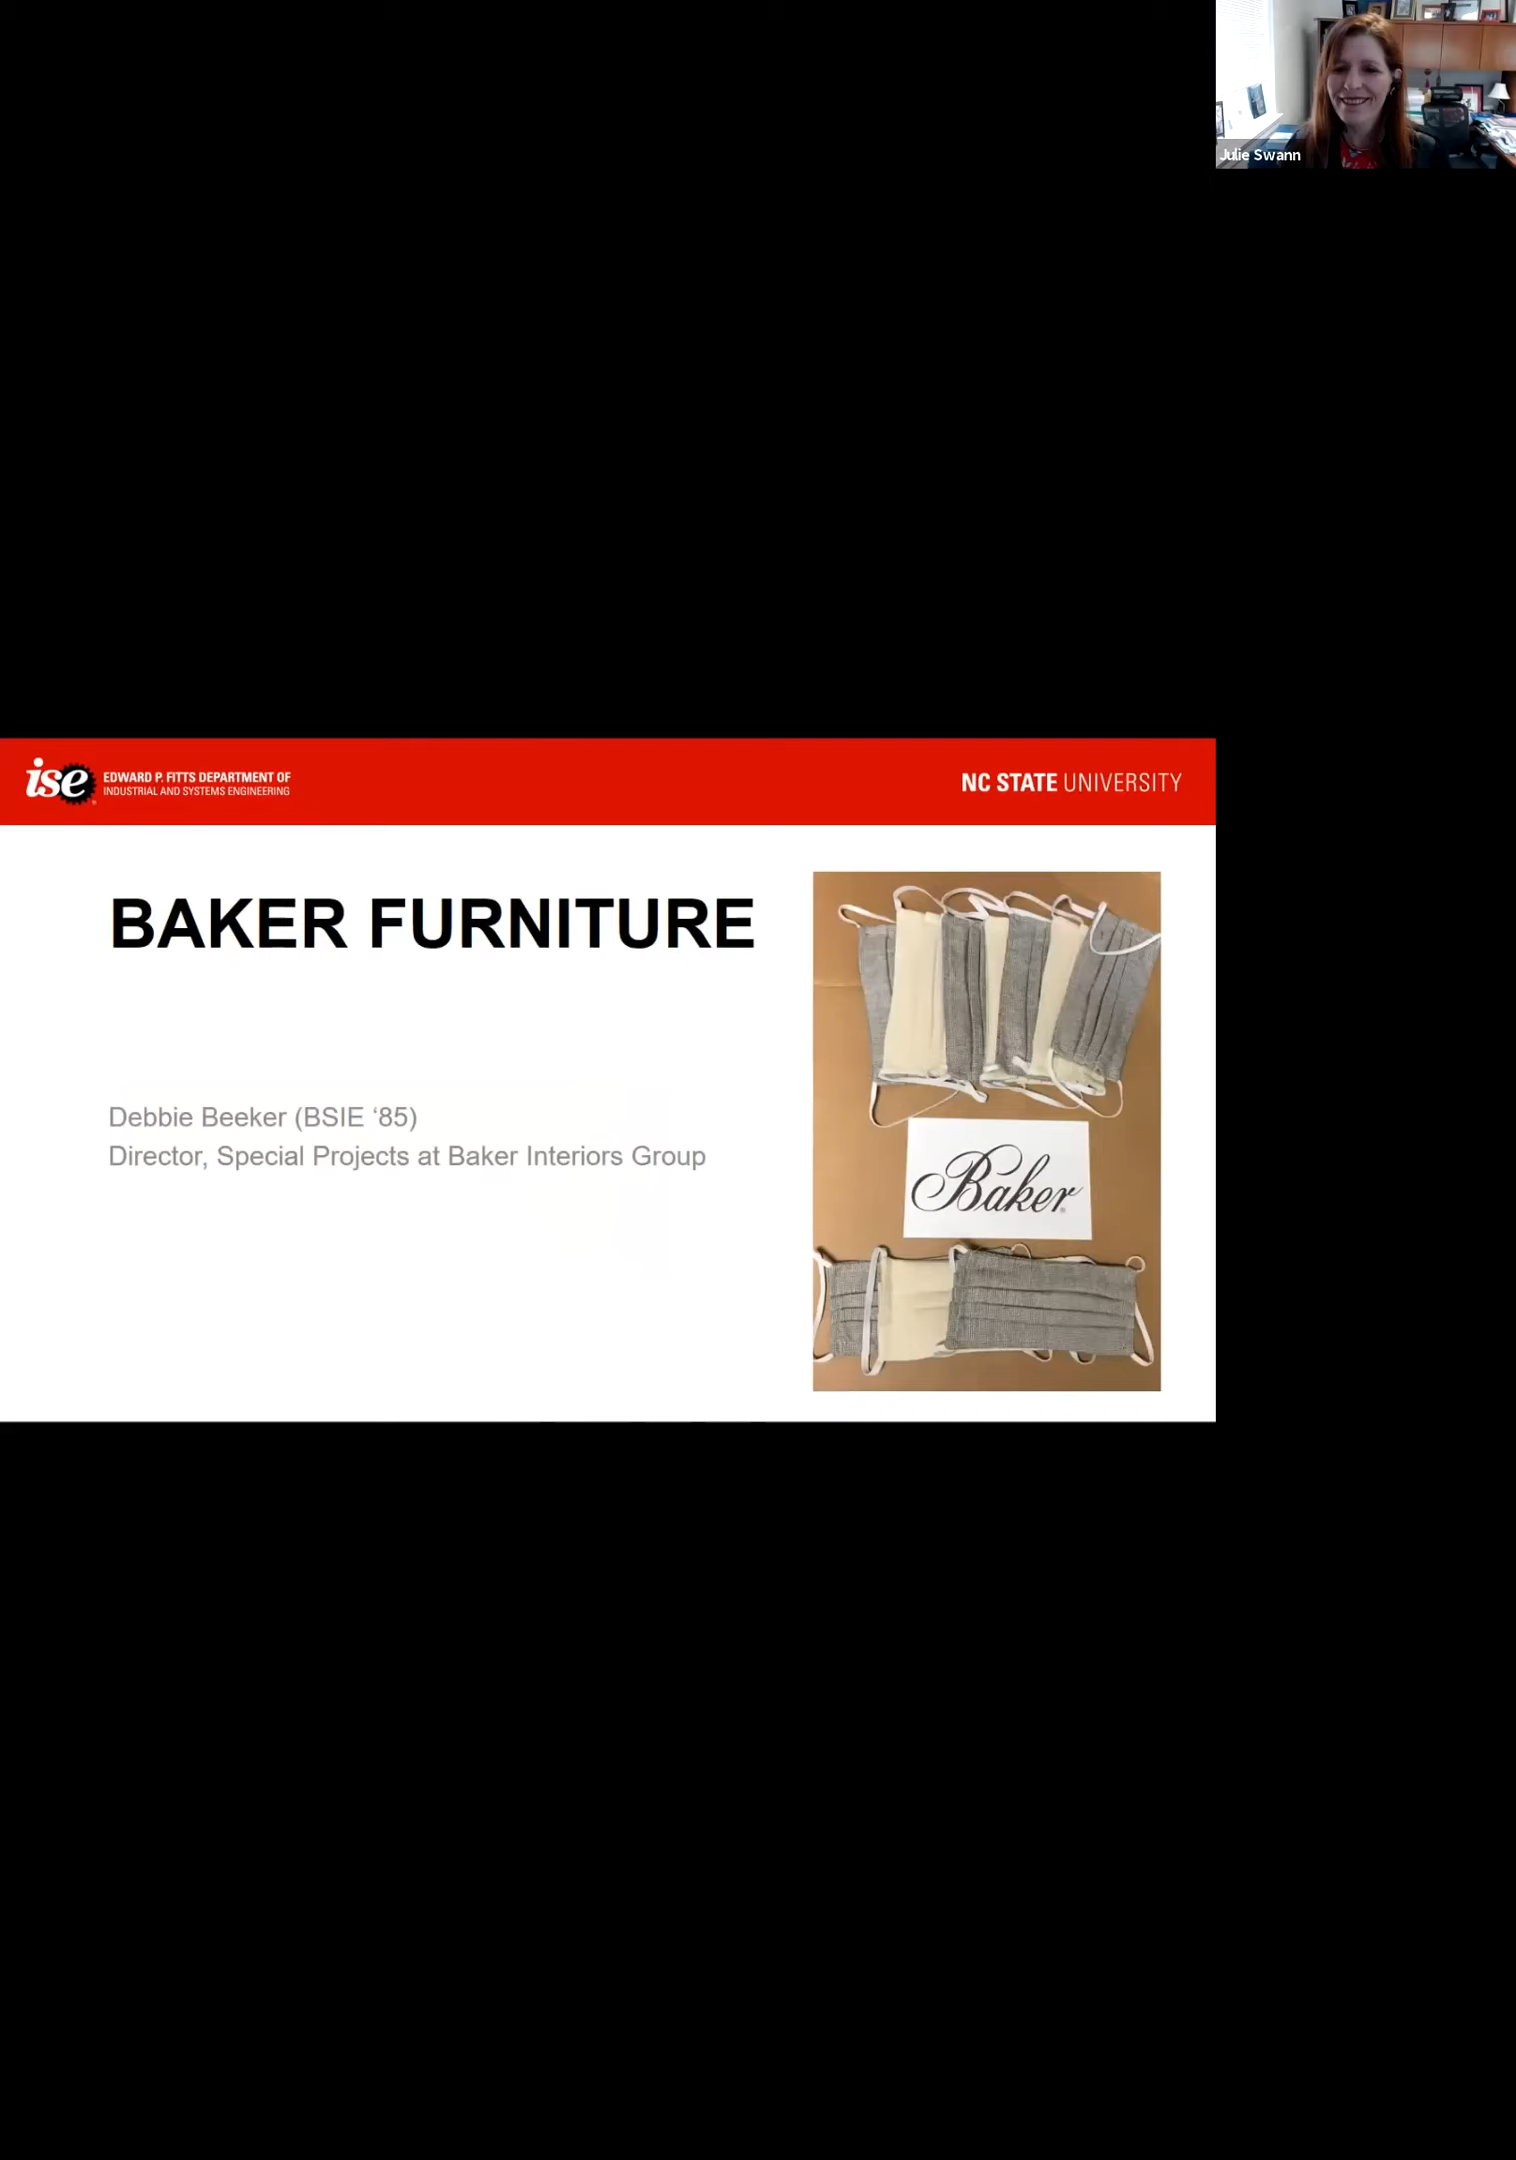 Julie Swann
ise
EDWARD P. FITTS DEPARTMENT OF
INDUSTRIAL AND SYSTEMS ENGINEERING
NC STATE UNIVERSITY
BAKER FURNITURE
Debbie Beeker (BSIE ‘85)
Director, Special Projects at Baker Interiors Group
Baker®